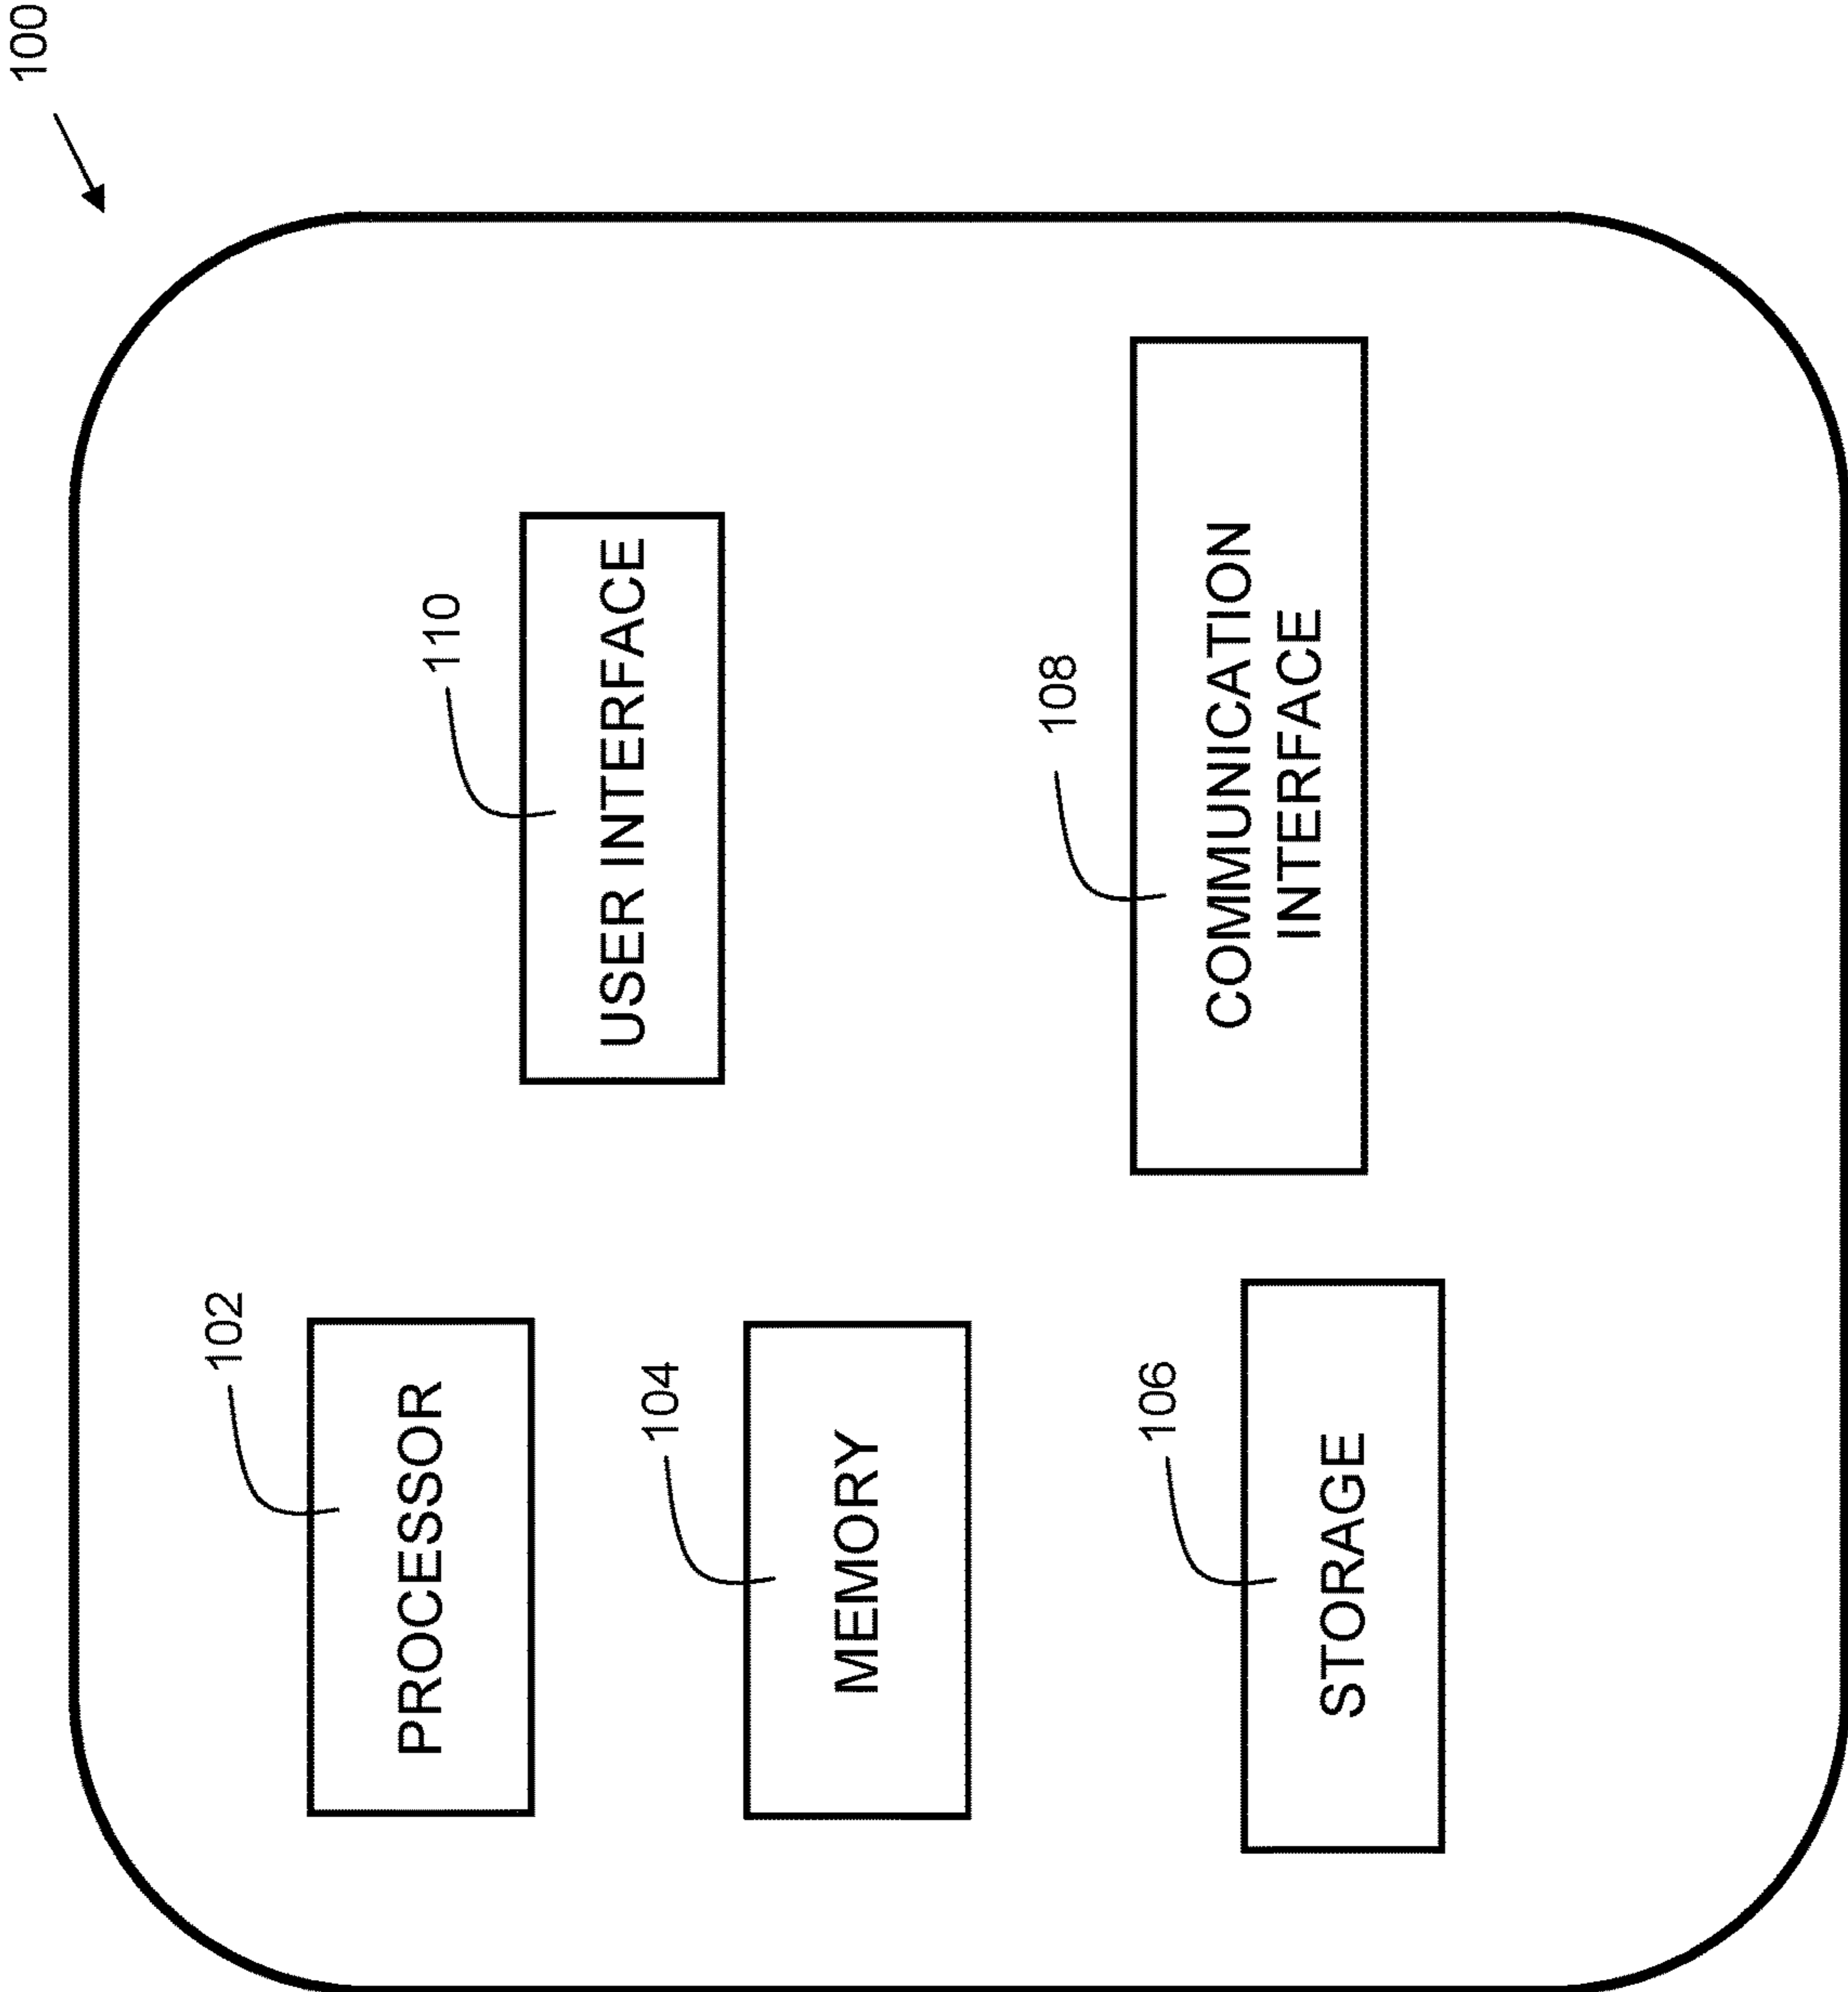 100
102
PROCESSOR
110
USER INTERFACE
104
MEMORY
108
COMMUNICATION
INTERFACE
106
STORAGE